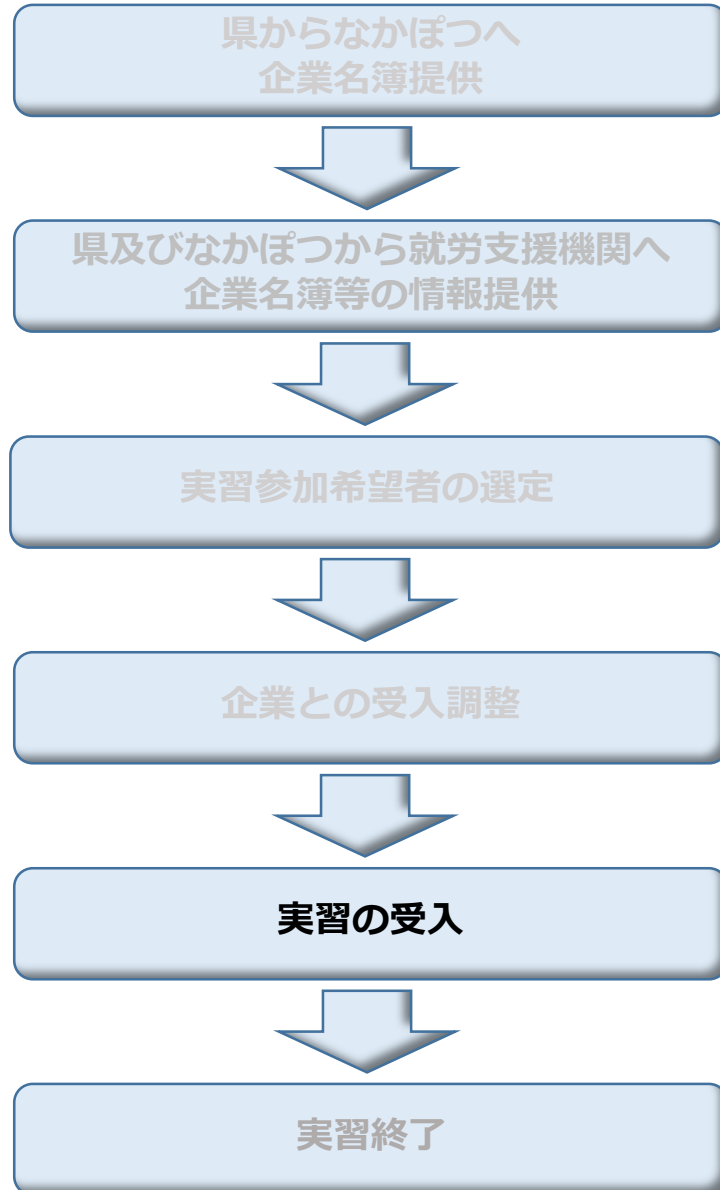 県からなかぽつへ
企業名簿提供
県及びなかぽつから就労支援機関へ
企業名簿等の情報提供
実習参加希望者の選定
企業との受入調整
実習の受入
実習終了